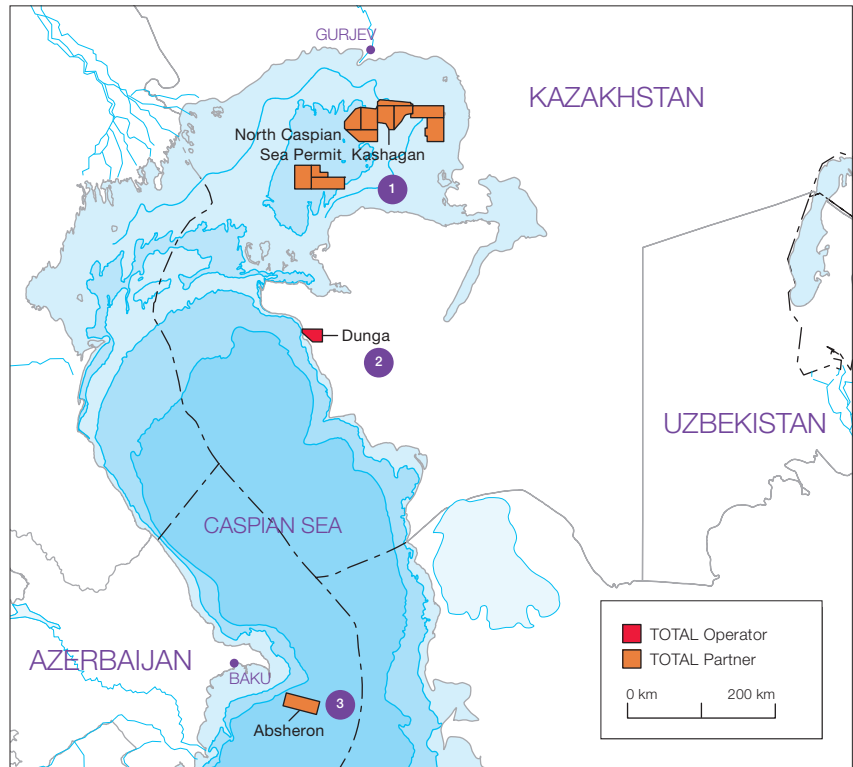 GURJEV
KAZAKHSTAN
North Caspian
Sea Permit
Kashagan
1
Dunga
2
UZBEKISTAN
CASPIAN SEA
AZERBAIJAN
BAKU
3
Absheron
TOTAL Operator
TOTAL Partner
0 km 200 km